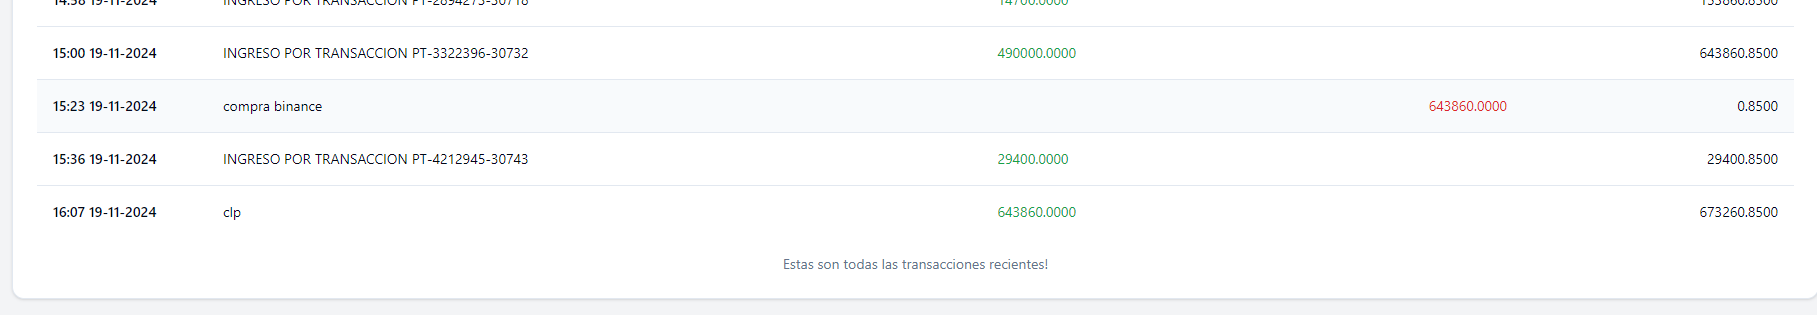 14:58 19-11-2024 INGRESO POR TRANSACCION PT-2894275-30718 14700.0000 153860.8500
15:00 19-11-2024 INGRESO POR TRANSACCION PT-3322396-30732 490000.0000 643860.8500
15:23 19-11-2024 compra binance 643860.0000 0.8500
15:36 19-11-2024 INGRESO POR TRANSACCION PT-4212945-30743 29400.0000 29400.8500
16:07 19-11-2024 clp 643860.0000 673260.8500
Estas son todas las transacciones recientes!